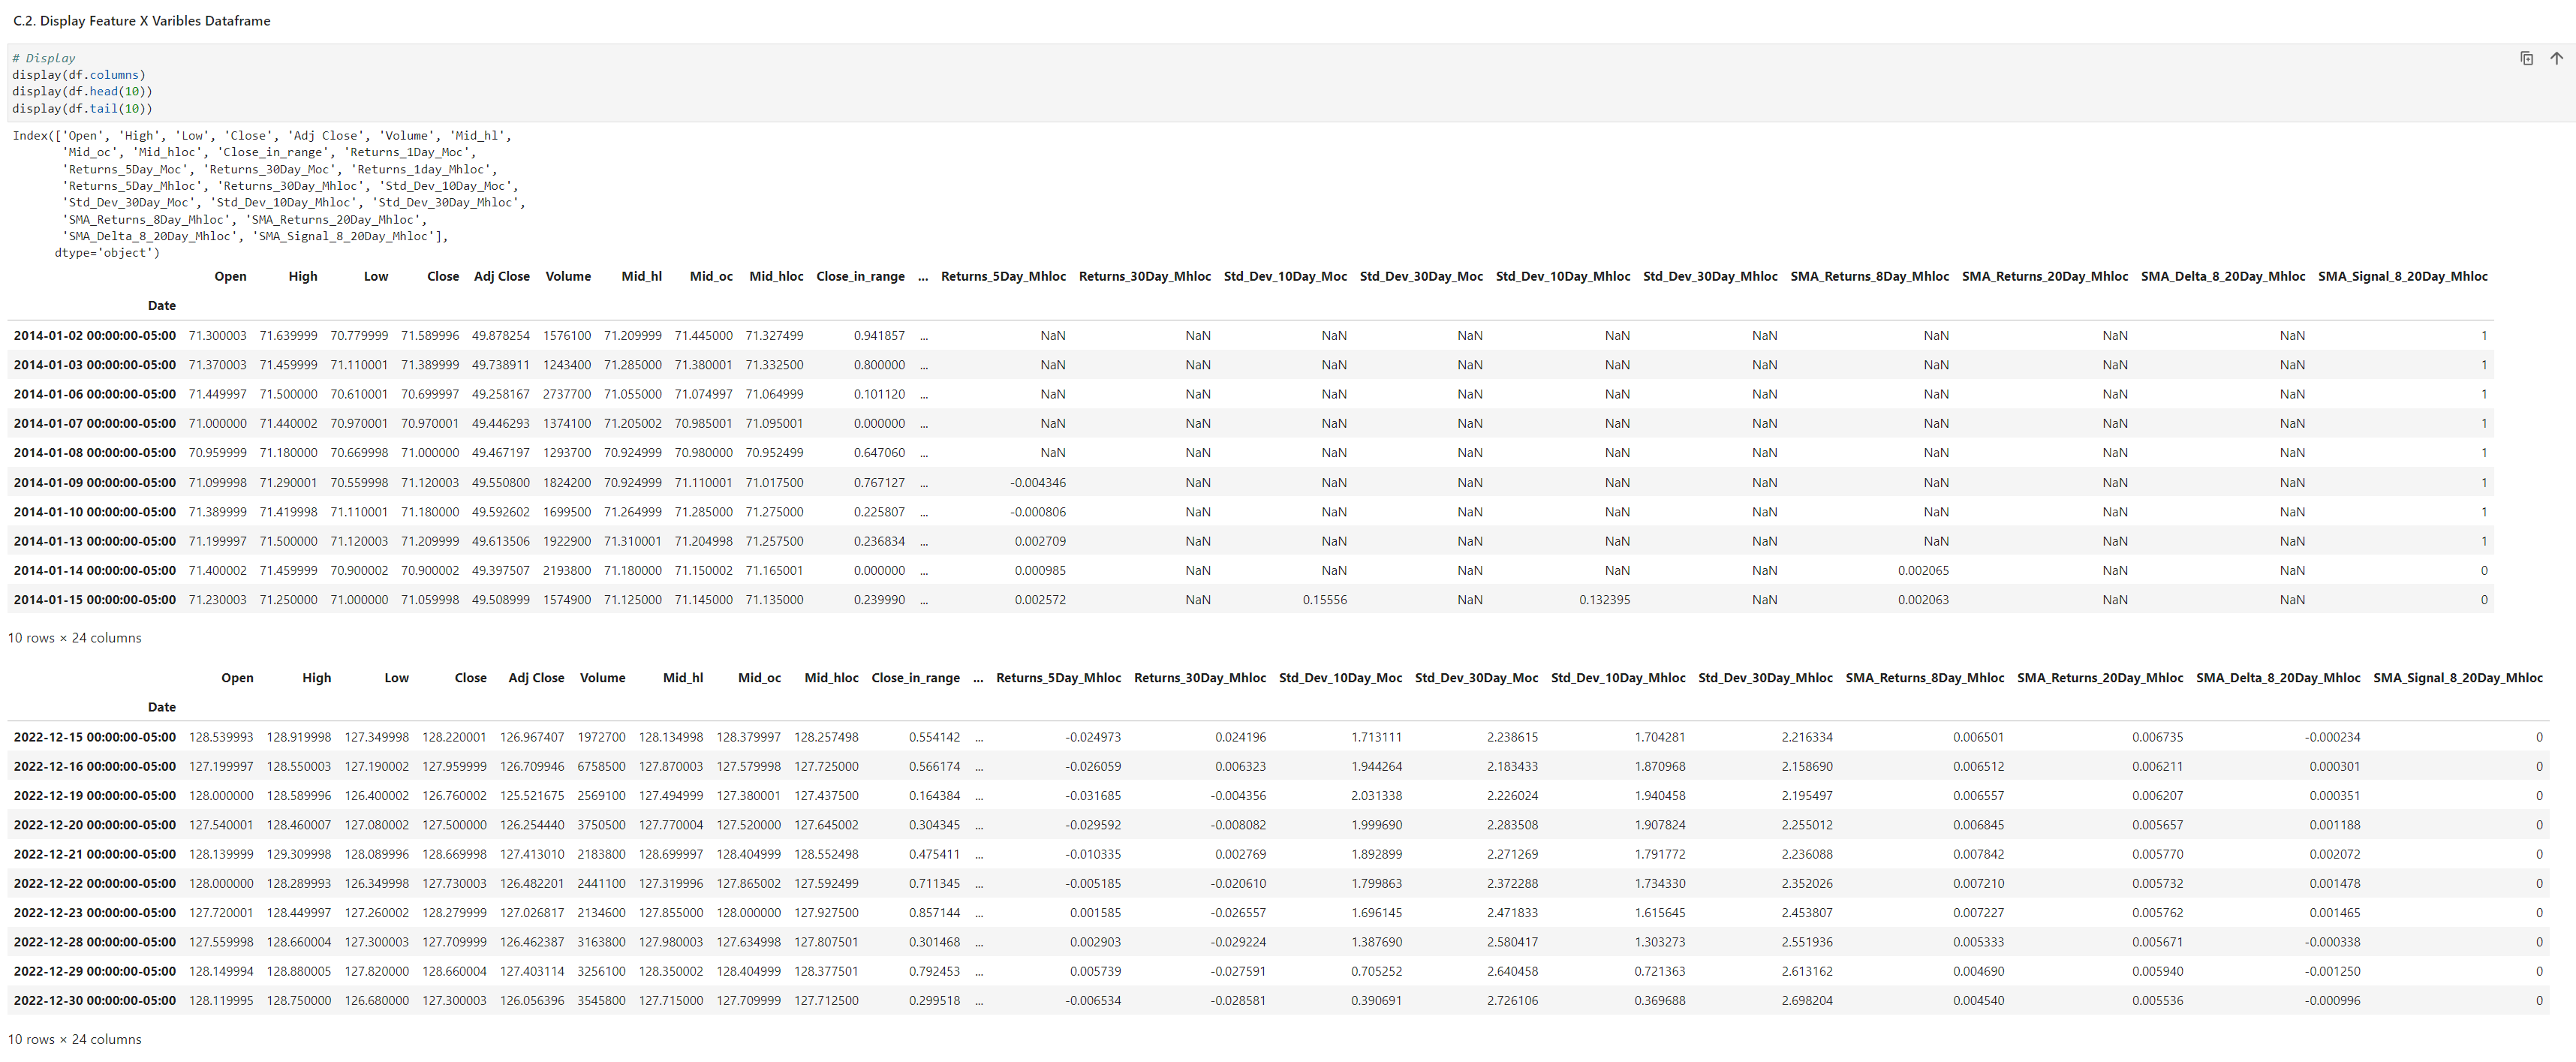 C.2. Display Feature X Varibles Dataframe
# Display
display(df.columns)
display(df.head(10))
display(df.tail(10))
Index(['Open', 'High', 'Low', 'Close', 'Adj Close', 'Volume', 'Mid_hl',
'Mid_oc', 'Mid_hloc', 'Close_in_range', 'Returns_1Day_Moc',
'Returns_5Day_Moc', 'Returns_30Day_Moc', 'Returns_1day_Mhloc',
'Returns_5Day_Mhloc', 'Returns_30Day_Mhloc', 'Std_Dev_10Day_Moc',
'Std_Dev_30Day_Moc', 'Std_Dev_10Day_Mhloc', 'Std_Dev_30Day_Mhloc',
'SMA_Returns_8Day_Mhloc', 'SMA_Returns_20Day_Mhloc',
'SMA_Delta_8_20Day_Mhloc', 'SMA_Signal_8_20Day_Mhloc'],
dtype='object')
Open High Low Close Adj Close Volume Mid_hl Mid_oc Mid_hloc Close_in_range ... Returns_5Day_Mhloc Returns_30Day_Mhloc Std_Dev_10Day_Moc Std_Dev_30Day_Moc Std_Dev_10Day_Mhloc Std_Dev_30Day_Mhloc SMA_Returns_8Day_Mhloc SMA_Returns_20Day_Mhloc SMA_Delta_8_20Day_Mhloc SMA_Signal_8_20Day_Mhloc
Date
2014-01-02 00:00:00-05:00 71.300003 71.639999 70.779999 71.589996 49.878254 1576100 71.209999 71.445000 71.327499 0.941857 ... NaN NaN NaN NaN NaN NaN NaN NaN NaN 1
2014-01-03 00:00:00-05:00 71.370003 71.459999 71.110001 71.389999 49.738911 1243400 71.285000 71.380001 71.332500 0.800000 ... NaN NaN NaN NaN NaN NaN NaN NaN NaN 1
2014-01-06 00:00:00-05:00 71.449997 71.500000 70.610001 70.699997 49.258167 2737700 71.055000 71.074997 71.064999 0.101120 ... NaN NaN NaN NaN NaN NaN NaN NaN NaN 1
2014-01-07 00:00:00-05:00 71.000000 71.440002 70.970001 70.970001 49.446293 1374100 71.205002 70.985001 71.095001 0.000000 ... NaN NaN NaN NaN NaN NaN NaN NaN NaN 1
2014-01-08 00:00:00-05:00 70.959999 71.180000 70.669998 71.000000 49.467197 1293700 70.924999 70.980000 70.952499 0.647060 ... NaN NaN NaN NaN NaN NaN NaN NaN NaN 1
2014-01-09 00:00:00-05:00 71.099998 71.290001 70.559998 71.120003 49.550800 1824200 70.924999 71.110001 71.017500 0.767127 ... -0.004346 NaN NaN NaN NaN NaN NaN NaN NaN 1
2014-01-10 00:00:00-05:00 71.389999 71.419998 71.110001 71.180000 49.592602 1699500 71.264999 71.285000 71.275000 0.225807 ... -0.000806 NaN NaN NaN NaN NaN NaN NaN NaN 1
2014-01-13 00:00:00-05:00 71.199997 71.500000 71.120003 71.209999 49.613506 1922900 71.310001 71.204998 71.257500 0.236834 ... 0.002709 NaN NaN NaN NaN NaN NaN NaN NaN 1
2014-01-14 00:00:00-05:00 71.400002 71.459999 70.900002 70.900002 49.397507 2193800 71.180000 71.150002 71.165001 0.000000 ... 0.000985 NaN NaN NaN NaN NaN 0.002065 NaN NaN 0
2014-01-15 00:00:00-05:00 71.230003 71.250000 71.000000 71.059998 49.508999 1574900 71.125000 71.145000 71.135000 0.239990 ... 0.002572 NaN 0.15556 NaN 0.132395 NaN 0.002063 NaN NaN 0
10 rows × 24 columns
Open High Low Close Adj Close Volume Mid_hl Mid_oc Mid_hloc Close_in_range ... Returns_5Day_Mhloc Returns_30Day_Mhloc Std_Dev_10Day_Moc Std_Dev_30Day_Moc Std_Dev_10Day_Mhloc Std_Dev_30Day_Mhloc SMA_Returns_8Day_Mhloc SMA_Returns_20Day_Mhloc SMA_Delta_8_20Day_Mhloc SMA_Signal_8_20Day_Mhloc
Date
2022-12-15 00:00:00-05:00 128.539993 128.919998 127.349998 128.220001 126.967407 1972700 128.134998 128.379997 128.257498 0.554142 ... -0.024973 0.024196 1.713111 2.238615 1.704281 2.216334 0.006501 0.006735 -0.000234 0
2022-12-16 00:00:00-05:00 127.199997 128.550003 127.190002 127.959999 126.709946 6758500 127.870003 127.579998 127.725000 0.566174 ... -0.026059 0.006323 1.944264 2.183433 1.870968 2.158690 0.006512 0.006211 0.000301 0
2022-12-19 00:00:00-05:00 128.000000 128.589996 126.400002 126.760002 125.521675 2569100 127.494999 127.380001 127.437500 0.164384 ... -0.031685 -0.004356 2.031338 2.226024 1.940458 2.195497 0.006557 0.006207 0.000351 0
2022-12-20 00:00:00-05:00 127.540001 128.460007 127.080002 127.500000 126.254440 3750500 127.770004 127.520000 127.645002 0.304345 ... -0.029592 -0.008082 1.999690 2.283508 1.907824 2.255012 0.006845 0.005657 0.001188 0
2022-12-21 00:00:00-05:00 128.139999 129.309998 128.089996 128.669998 127.413010 2183800 128.699997 128.404999 128.552498 0.475411 ... -0.010335 0.002769 1.892899 2.271269 1.791772 2.236088 0.007842 0.005770 0.002072 0
2022-12-22 00:00:00-05:00 128.000000 128.289993 126.349998 127.730003 126.482201 2441100 127.319996 127.865002 127.592499 0.711345 ... -0.005185 -0.020610 1.799863 2.372288 1.734330 2.352026 0.007210 0.005732 0.001478 0
2022-12-23 00:00:00-05:00 127.720001 128.449997 127.260002 128.279999 127.026817 2134600 127.855000 128.000000 127.927500 0.857144 ... 0.001585 -0.026557 1.696145 2.471833 1.615645 2.453807 0.007227 0.005762 0.001465 0
2022-12-28 00:00:00-05:00 127.559998 128.660004 127.300003 127.709999 126.462387 3163800 127.980003 127.634998 127.807501 0.301468 ... 0.002903 -0.029224 1.387690 2.580417 1.303273 2.551936 0.005333 0.005671 -0.000338 0
2022-12-29 00:00:00-05:00 128.149994 128.880005 127.820000 128.660004 127.403114 3256100 128.350002 128.404999 128.377501 0.792453 ... 0.005739 -0.027591 0.705252 2.640458 0.721363 2.613162 0.004690 0.005940 -0.001250 0
2022-12-30 00:00:00-05:00 128.119995 128.750000 126.680000 127.300003 126.056396 3545800 127.715000 127.709999 127.712500 0.299518 ... -0.006534 -0.028581 0.390691 2.726106 0.369688 2.698204 0.004540 0.005536 -0.000996 0
10 rows × 24 columns